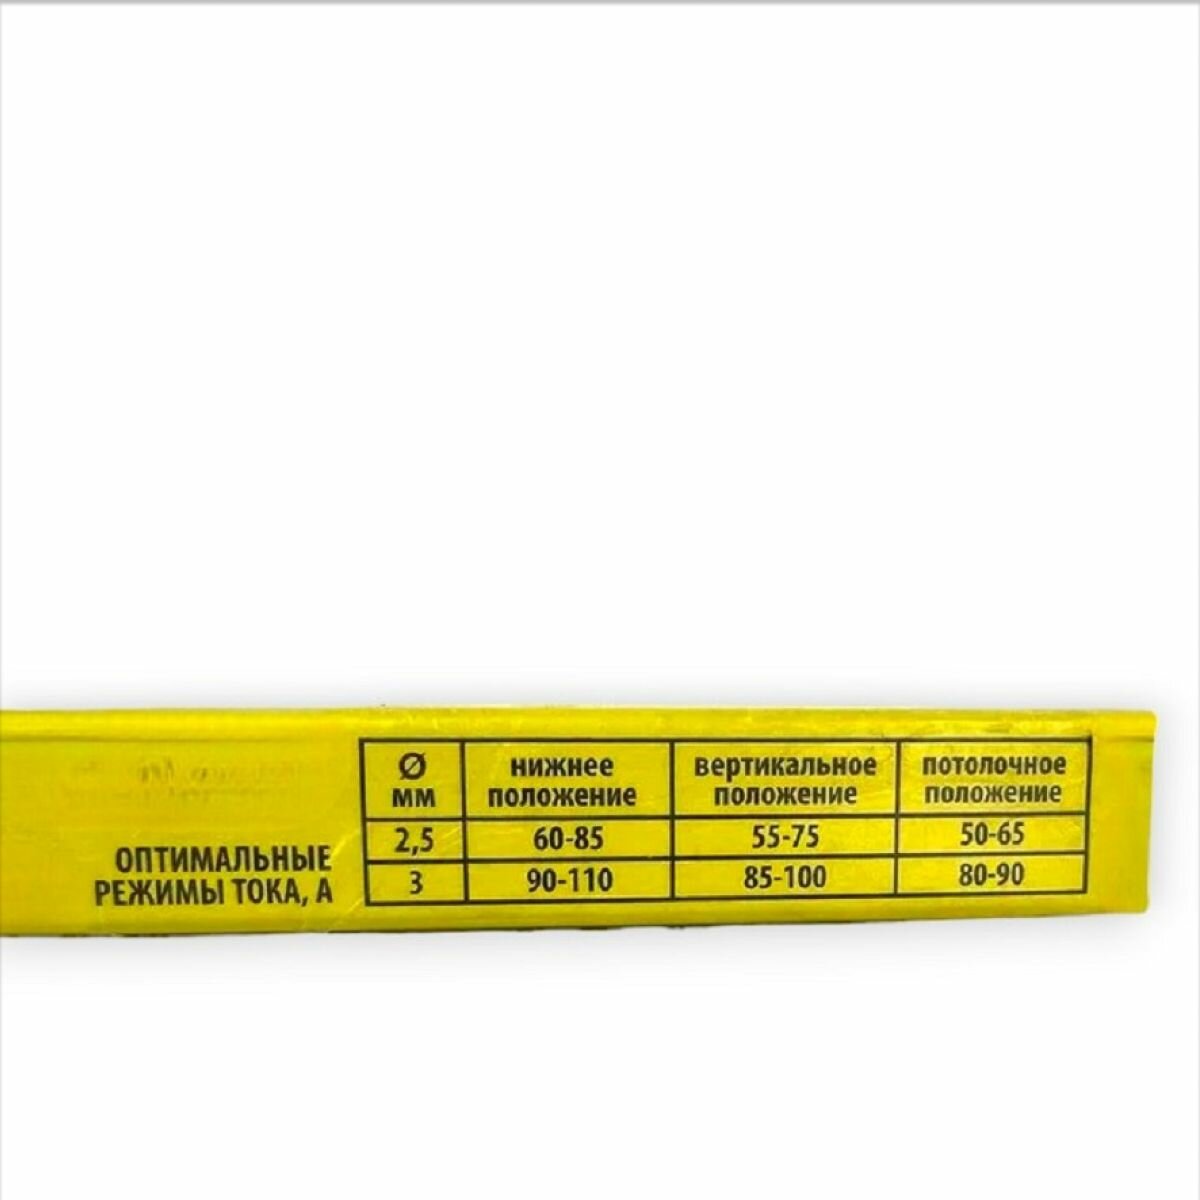 ОПТИМАЛЬНЫЕ
РЕЖИМЫ ТОКА, А
Ø мм | нижнее положение | вертикальное положение | потолочное положение
2,5 | 60-85 | 55-75 | 50-65
3 | 90-110 | 85-100 | 80-90